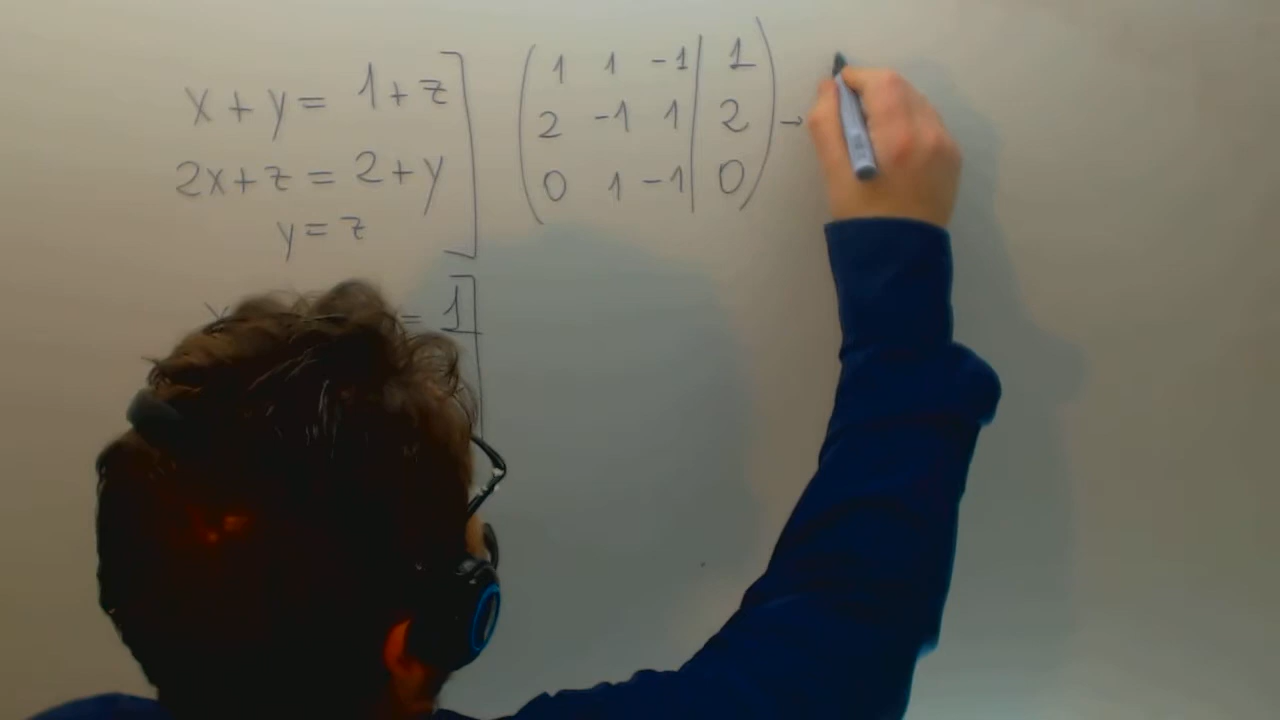 x + y = 1 + z
2x + z = 2 + y
y = z
= 1
1 1 -1 | 1
2 -1 1 | 2 →
0 1 -1 | 0